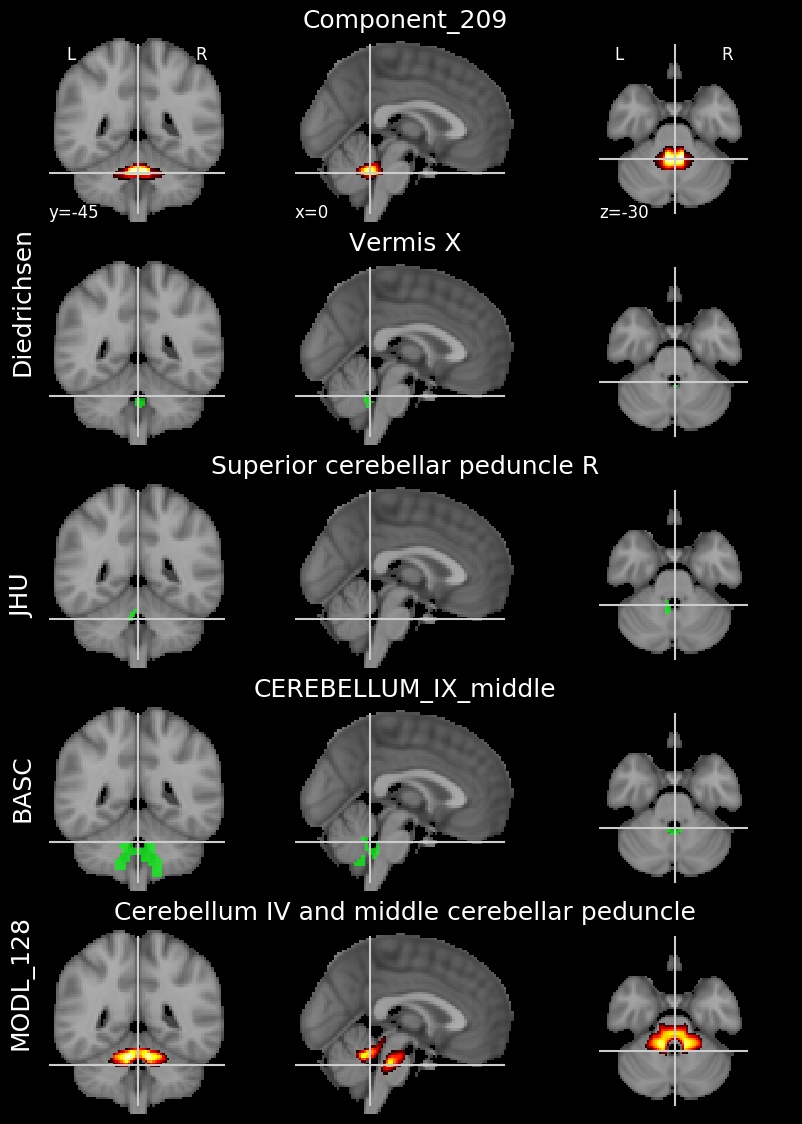 Component_209
L R L R
y=-45 x=0 z=-30
Diedrichsen
Vermis X
JHU
Superior cerebellar peduncle R
BASC
CEREBELLUM_IX_middle
MODL_128
Cerebellum IV and middle cerebellar peduncle